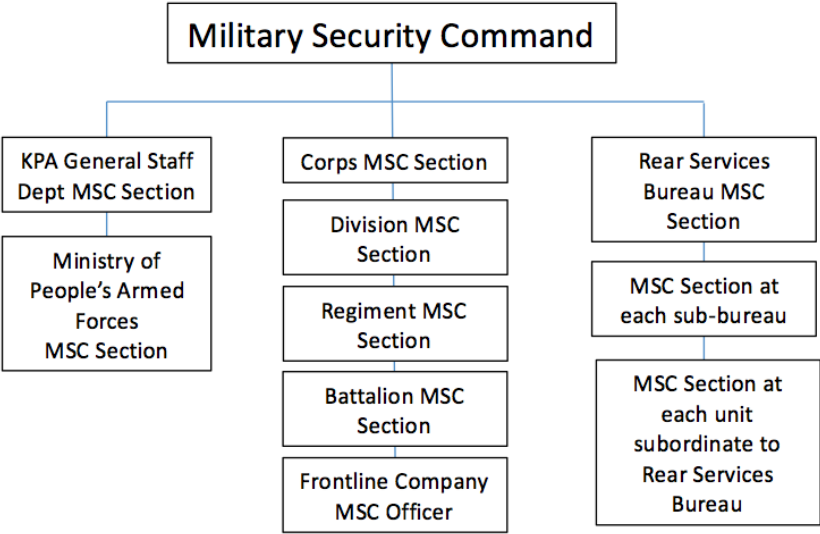 Military Security Command
KPA General Staff
Dept MSC Section
Ministry of
People's Armed
Forces
MSC Section
Corps MSC Section
Division MSC
Section
Regiment MSC
Section
Battalion MSC
Section
Frontline Company
MSC Officer
Rear Services
Bureau MSC
Section
MSC Section at
each sub-bureau
MSC Section at
each unit
subordinate to
Rear Services
Bureau